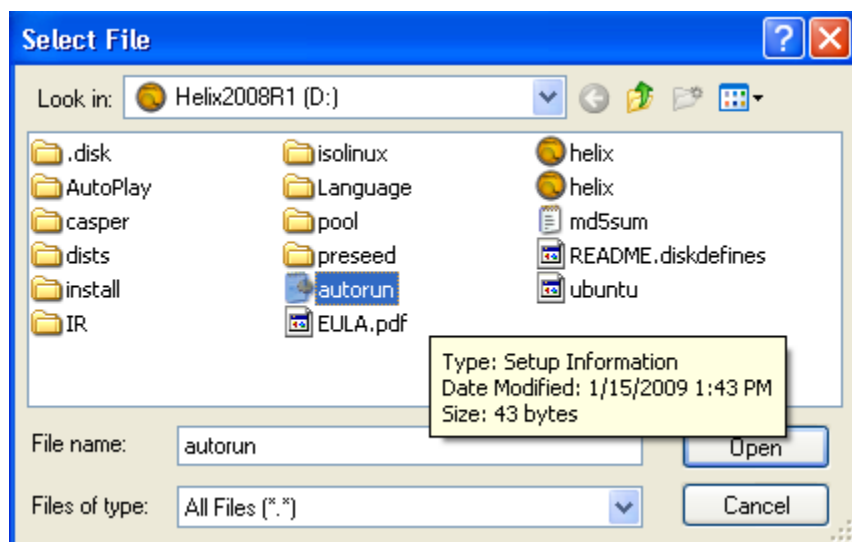 Select File
Look in: Helix2008R1 (D:)
.disk isolinux helix
AutoPlay Language helix
casper pool md5sum
dists preseed README.diskdefines
install autorun ubuntu
IR EULA.pdf
Type: Setup Information
Date Modified: 1/15/2009 1:43 PM
Size: 43 bytes
File name: autorun Open
Files of type: All Files (*.*) Cancel